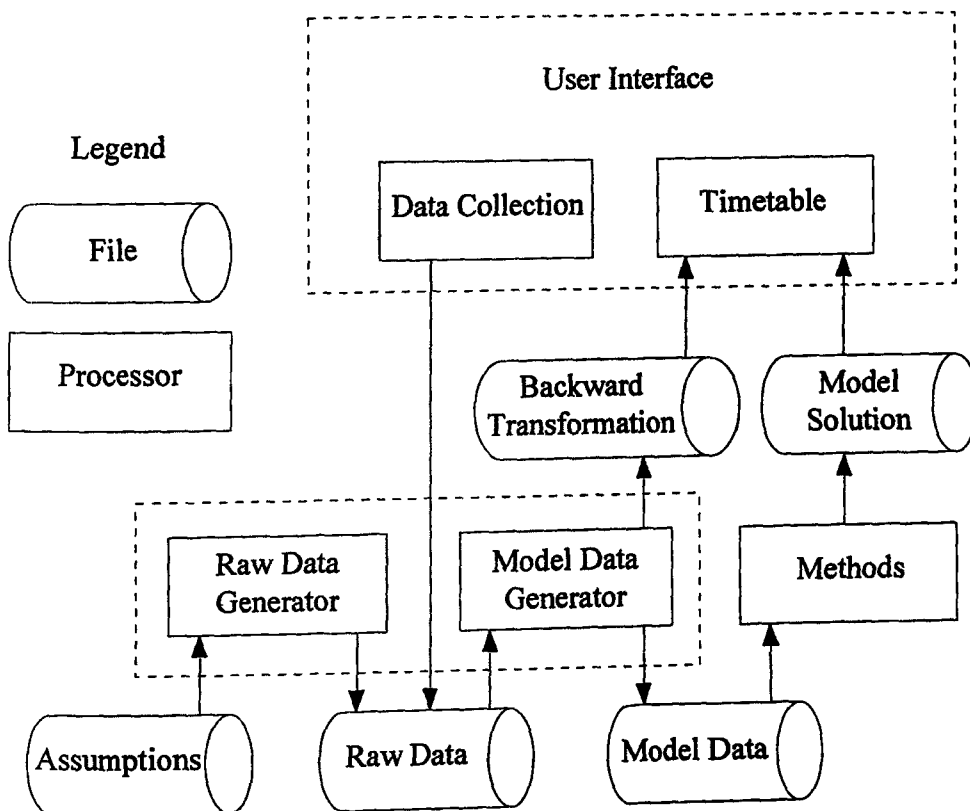 User Interface
Legend
File
Processor
Data Collection
Timetable
Backward
Transformation
Model
Solution
Raw Data
Generator
Model Data
Generator
Methods
Assumptions
Raw Data
Model Data